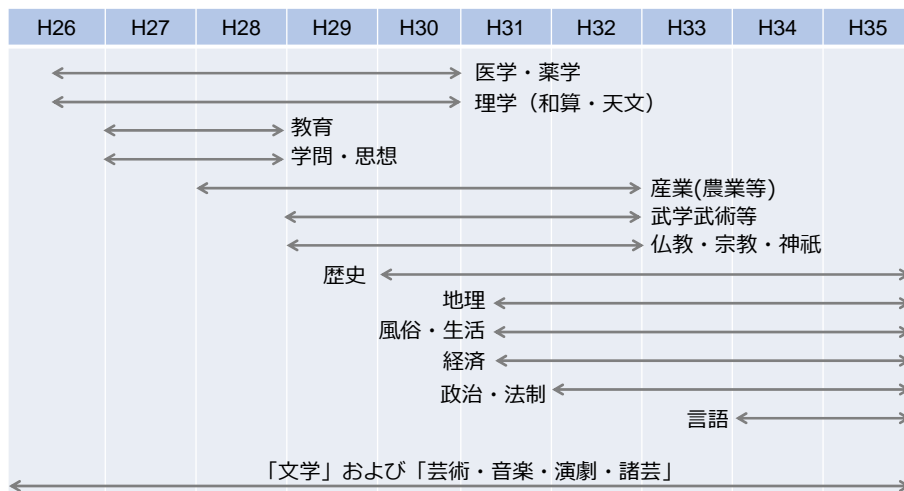 H26 H27 H28 H29 H30 H31 H32 H33 H34 H35
医学・薬学
理学（和算・天文）
教育
学問・思想
産業(農業等)
武学武術等
仏教・宗教・神祇
歴史
地理
風俗・生活
経済
政治・法制
言語
「文学」および「芸術・音楽・演劇・諸芸」